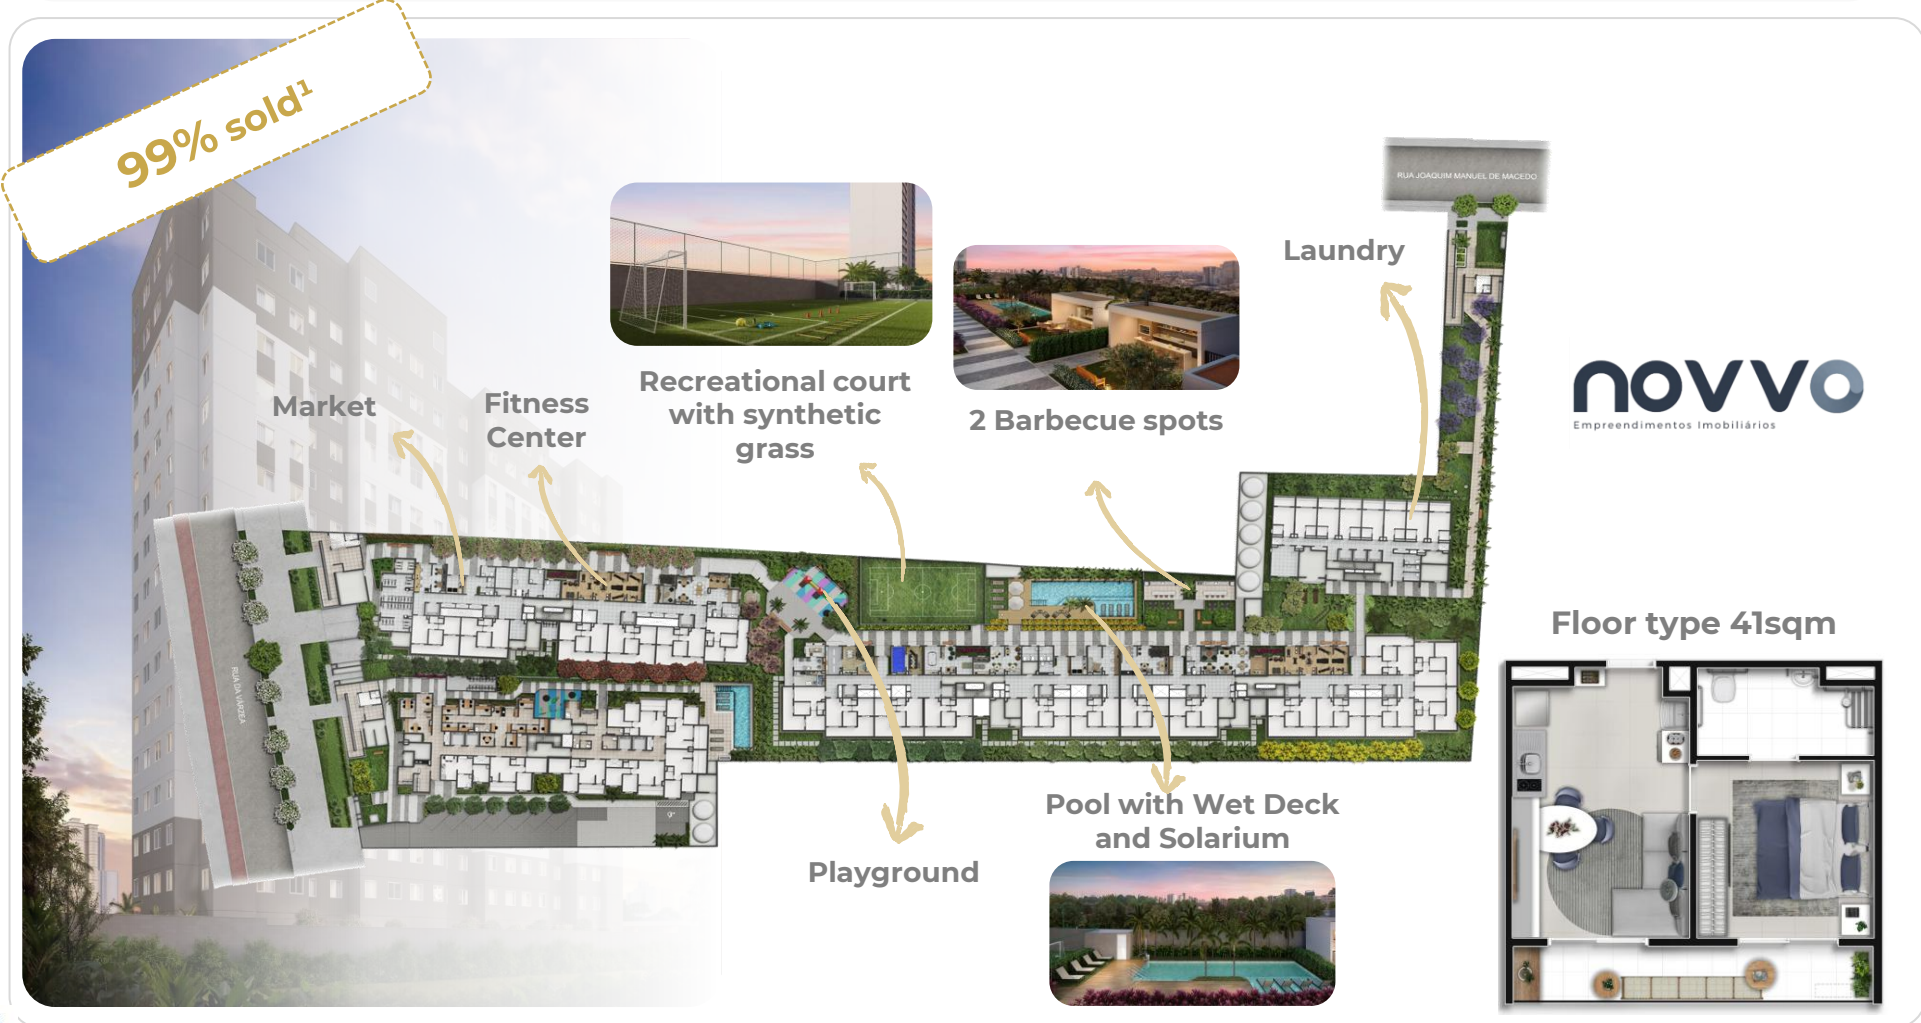 99% sold¹
RUA JOAQUIM MANUEL DE MACEDO
Laundry
Recreational court
with synthetic
grass
2 Barbecue spots
Market
Fitness
Center
novvo
Empreendimentos Imobiliários
RUA DA VÁRZEA
Floor type 41sqm
Pool with Wet Deck
and Solarium
Playground